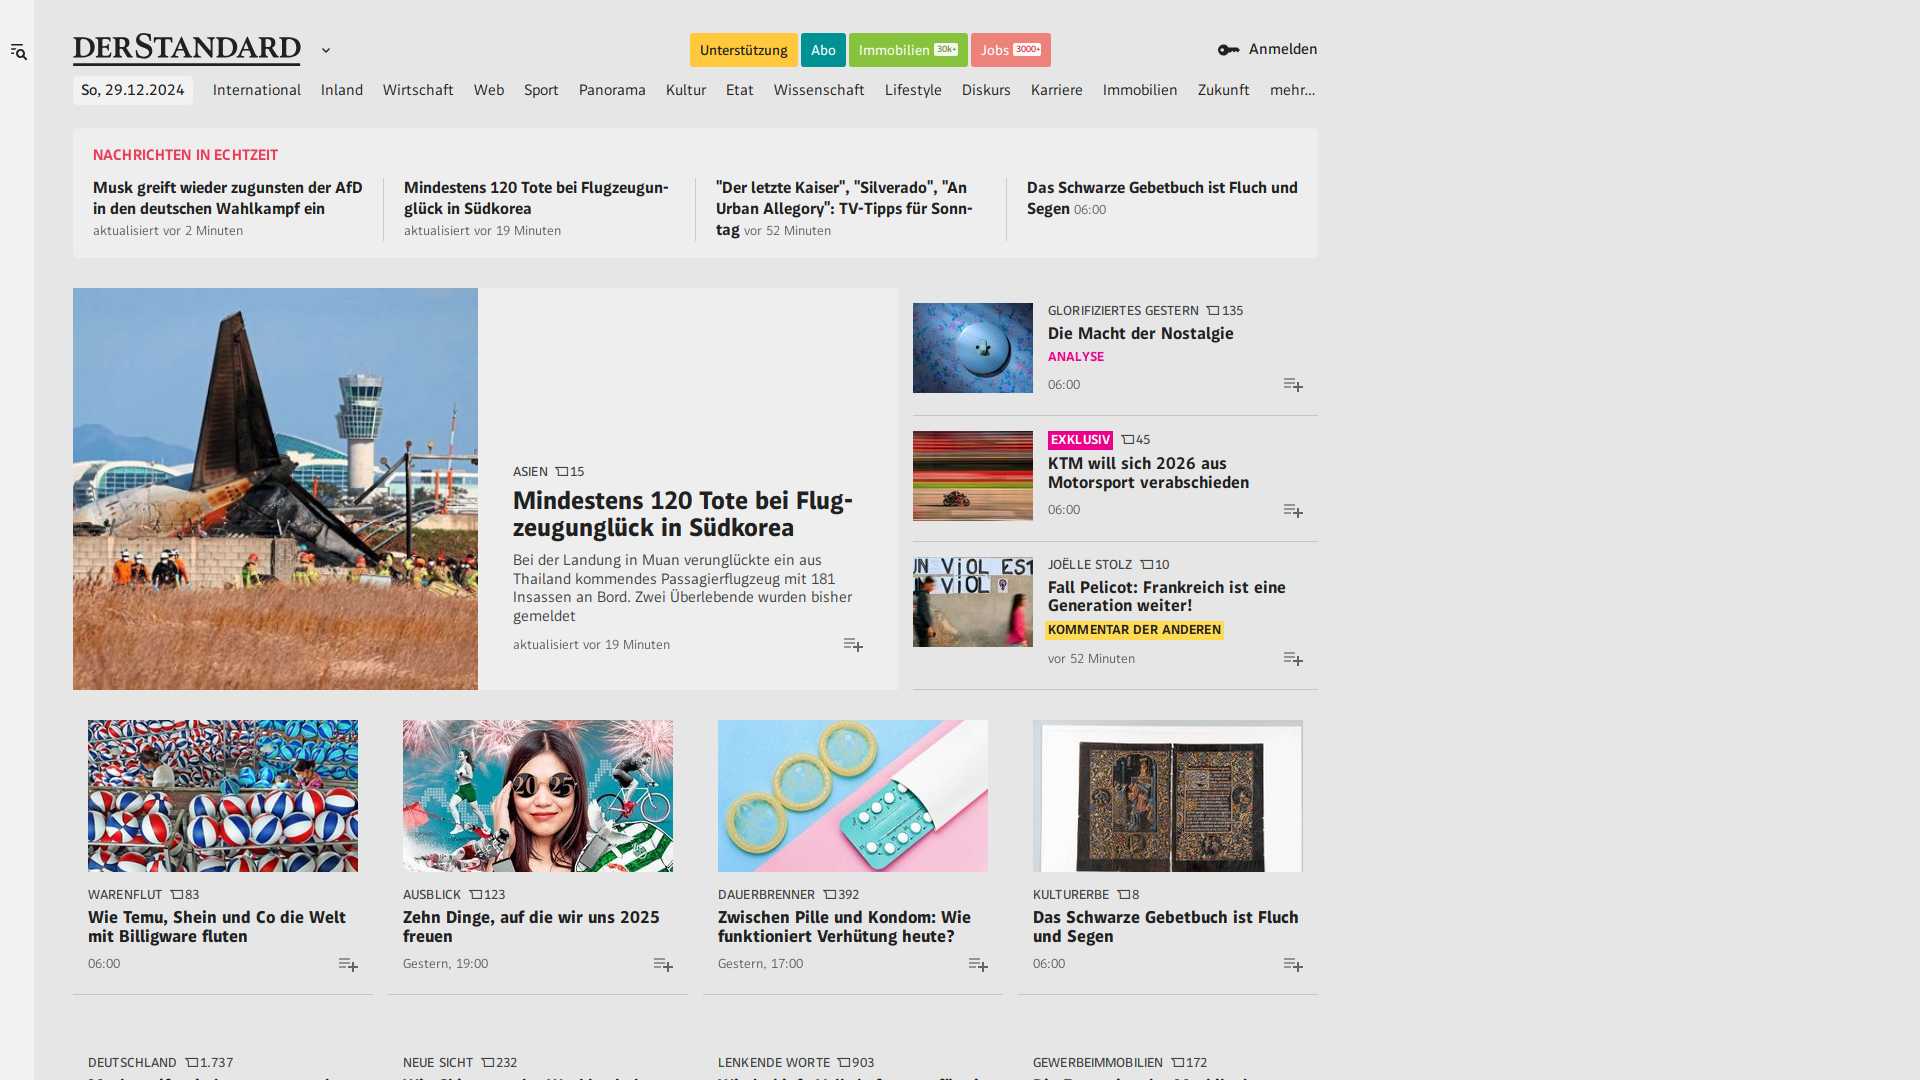 DERSTANDARD
Unterstützung
Abo
Immobilien 30k+
Jobs 3000+
Anmelden
So, 29.12.2024
International
Inland
Wirtschaft
Web
Sport
Panorama
Kultur
Etat
Wissenschaft
Lifestyle
Diskurs
Karriere
Immobilien
Zukunft
mehr...
NACHRICHTEN IN ECHTZEIT
Musk greift wieder zugunsten der AfD
in den deutschen Wahlkampf ein
aktualisiert vor 2 Minuten
Mindestens 120 Tote bei Flugzeugun-
glück in Südkorea
aktualisiert vor 19 Minuten
"Der letzte Kaiser", "Silverado", "An
Urban Allegory": TV-Tipps für Sonn-
tag vor 52 Minuten
Das Schwarze Gebetbuch ist Fluch und
Segen 06:00
ASIEN 15
Mindestens 120 Tote bei Flug-
zeugunglück in Südkorea
Bei der Landung in Muan verunglückte ein aus
Thailand kommendes Passagierflugzeug mit 181
Insassen an Bord. Zwei Überlebende wurden bisher
gemeldet
aktualisiert vor 19 Minuten
GLORIFIZIERTES GESTERN 135
Die Macht der Nostalgie
ANALYSE
06:00
EXKLUSIV 45
KTM will sich 2026 aus
Motorsport verabschieden
06:00
UN VIOL EST
VIOL
JOËLLE STOLZ 10
Fall Pelicot: Frankreich ist eine
Generation weiter!
KOMMENTAR DER ANDEREN
vor 52 Minuten
WARENFLUT 83
Wie Temu, Shein und Co die Welt
mit Billigware fluten
06:00
2025
AUSBLICK 123
Zehn Dinge, auf die wir uns 2025
freuen
Gestern, 19:00
DAUERBRENNER 392
Zwischen Pille und Kondom: Wie
funktioniert Verhütung heute?
Gestern, 17:00
KULTURERBE 8
Das Schwarze Gebetbuch ist Fluch
und Segen
06:00
DEUTSCHLAND 1.737
NEUE SICHT 232
LENKENDE WORTE 903
GEWERBEIMMOBILIEN 172